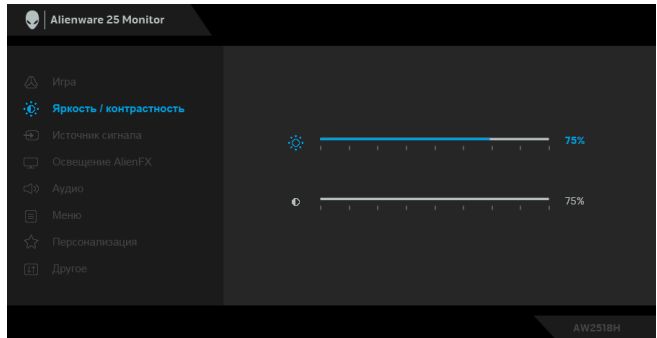 Alienware 25 Monitor
Игра
Яркость / контрастность
Источник сигнала
Освещение AlienFX
Аудио
Меню
Персонализация
Другое
75%
75%
AW2518H